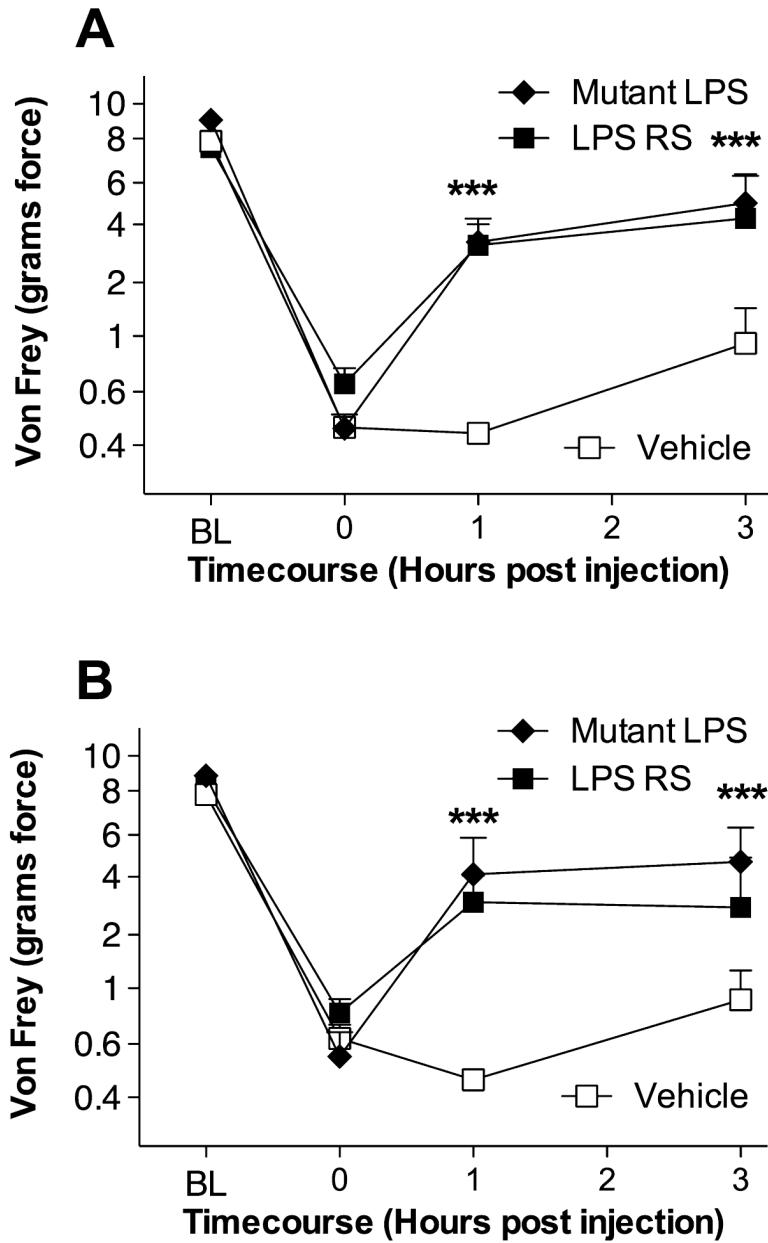 A
Von Frey (grams force)
10
8
6
4
2
1
0.6
0.4
Mutant LPS
LPS RS
***
***
Vehicle
BL 0 1 2 3
Timecourse (Hours post injection)
B
Von Frey (grams force)
10
8
6
4
2
1
0.6
0.4
Mutant LPS
LPS RS
***
***
Vehicle
BL 0 1 2 3
Timecourse (Hours post injection)